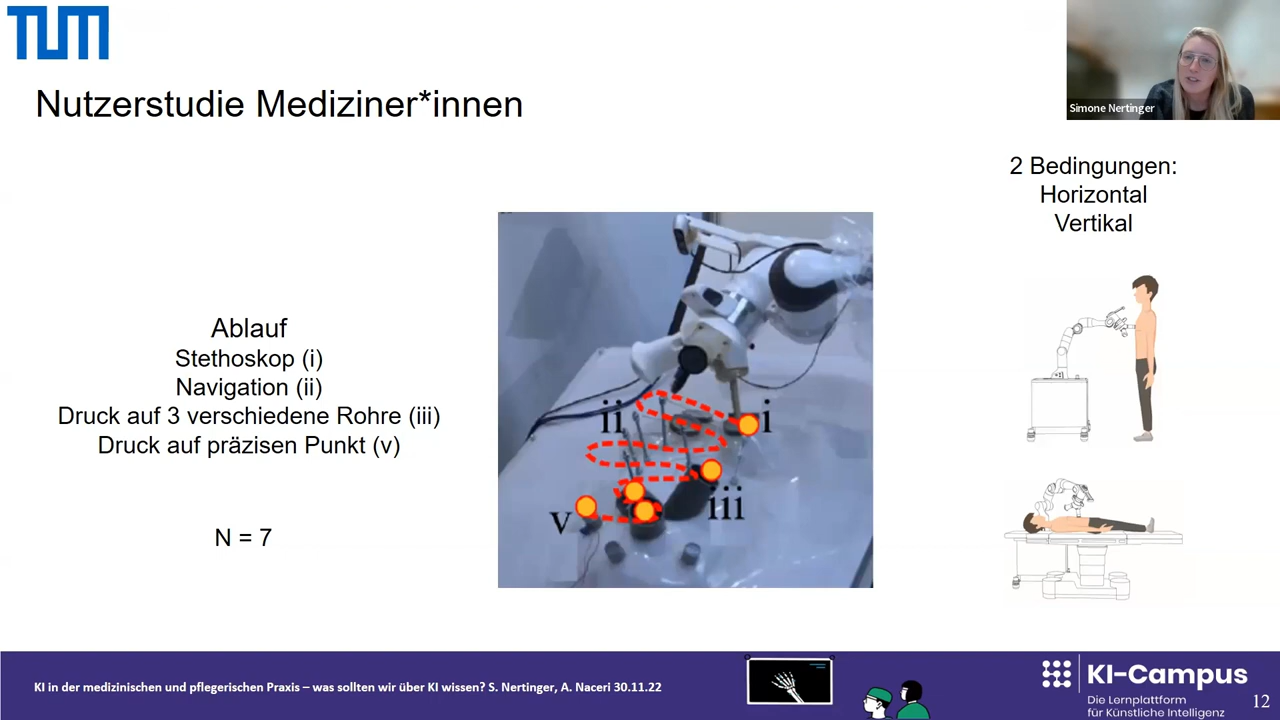 TUM
Simone Nertinger
Nutzerstudie Mediziner*innen
2 Bedingungen:
Horizontal
Vertikal
Ablauf
Stethoskop (i)
Navigation (ii)
Druck auf 3 verschiedene Rohre (iii)
Druck auf präzisen Punkt (v)
N = 7
ii
i
iii
v
KI in der medizinischen und pflegerischen Praxis – was sollten wir über KI wissen? S. Nertinger, A. Naceri 30.11.22
KI-Campus
Die Lernplattform
für Künstliche Intelligenz
12